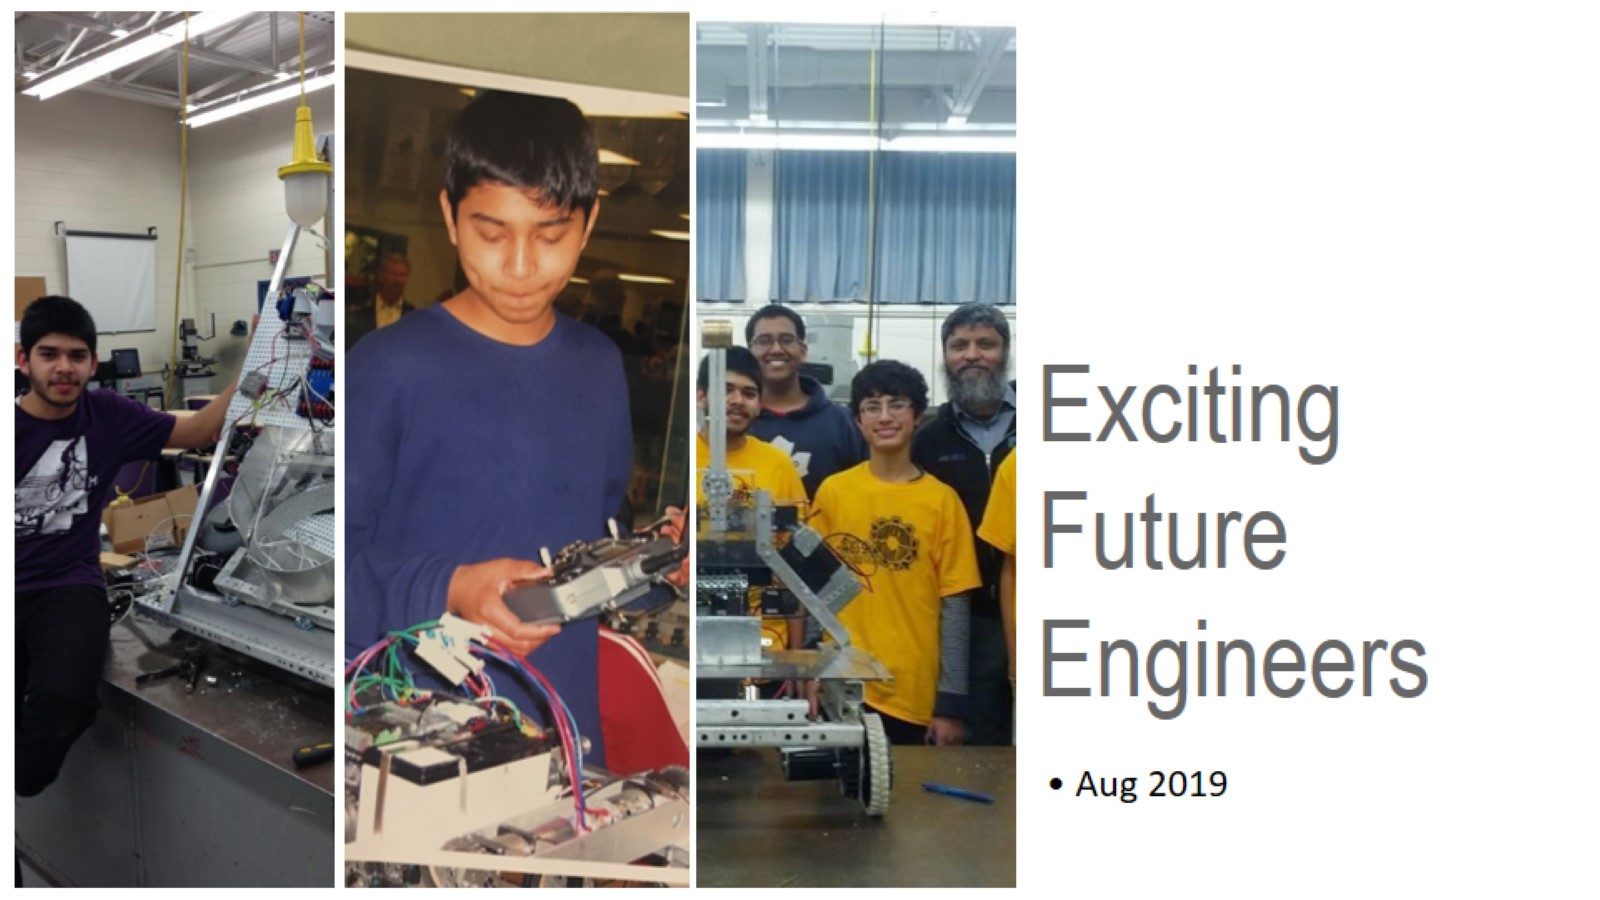 Exciting
Future
Engineers
• Aug 2019